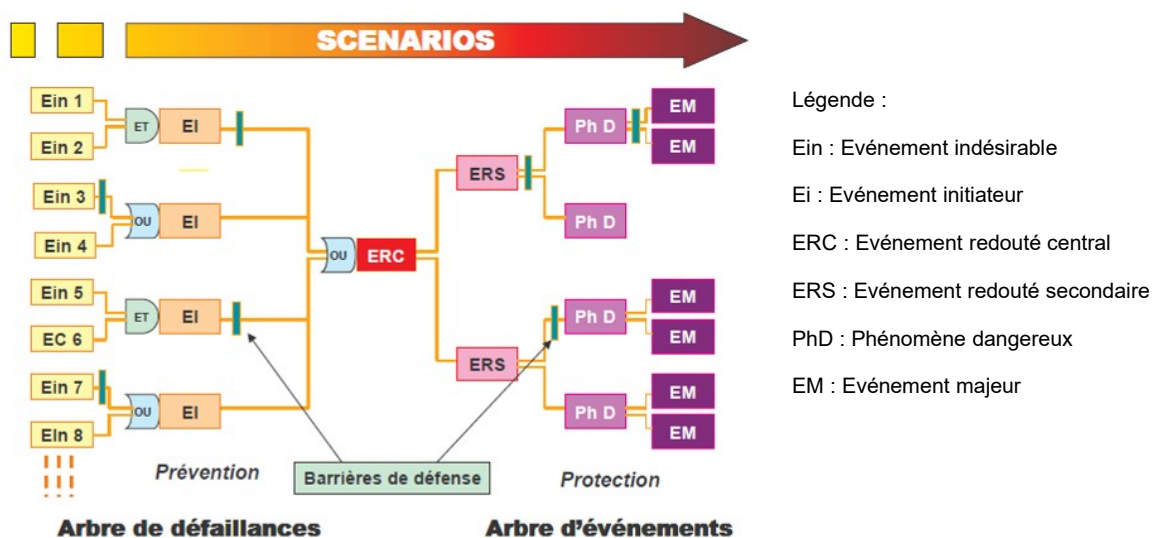 SCENARIOS
Ein 1
Ein 2
ET
EI
Ein 3
Ein 4
OU
EI
Ein 5
EC 6
ET
EI
Ein 7
EIn 8
OU
EI
OU
ERC
ERS
Ph D
EM
EM
Ph D
ERS
Ph D
EM
EM
Ph D
EM
EM
Prévention
Barrières de défense
Protection
Arbre de défaillances
Arbre d'événements
Légende :
Ein : Evénement indésirable
Ei : Evénement initiateur
ERC : Evénement redouté central
ERS : Evénement redouté secondaire
PhD : Phénomène dangereux
EM : Evénement majeur